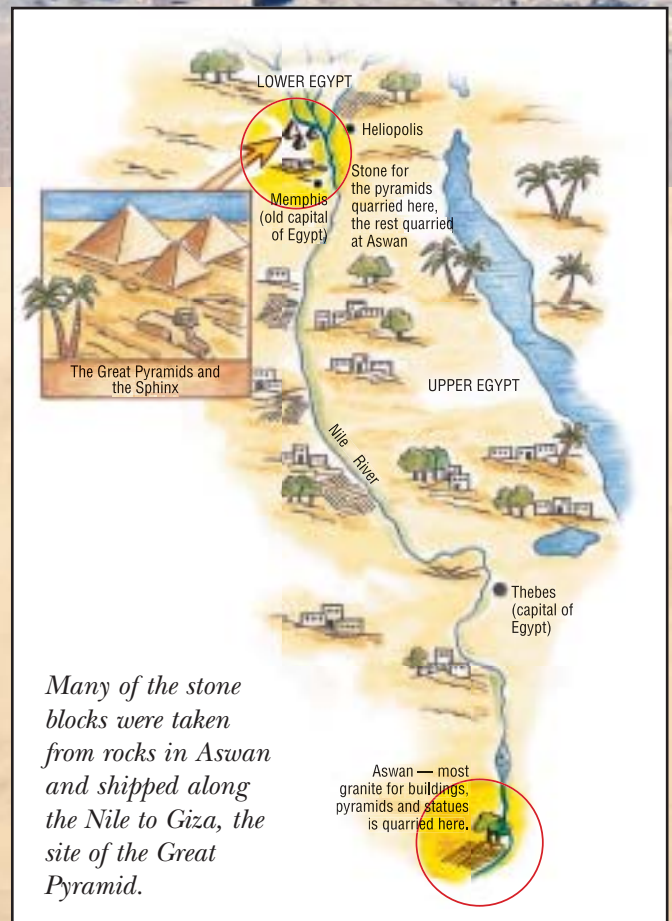 LOWER EGYPT
Heliopolis
Stone for
the pyramids
quarried here,
the rest quarried
at Aswan
Memphis
(old capital
of Egypt)
The Great Pyramids and
the Sphinx
UPPER EGYPT
Nile River
Thebes
(capital of
Egypt)
Many of the stone
blocks were taken
from rocks in Aswan
and shipped along
the Nile to Giza, the
site of the Great
Pyramid.
Aswan — most
granite for buildings,
pyramids and statues
is quarried here.